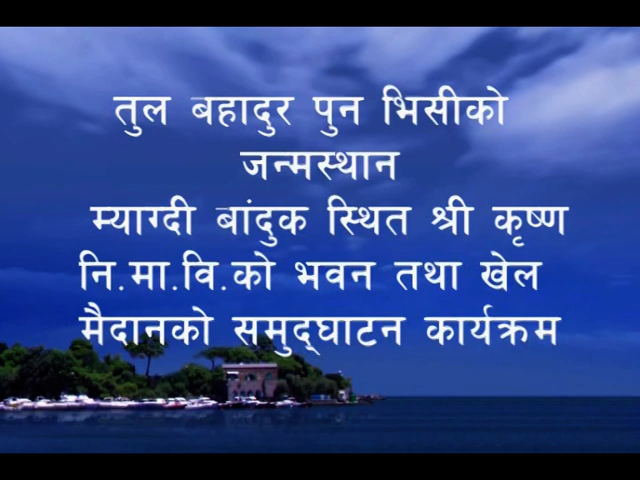 तुल बहादुर पुन भिसीको
जन्मस्थान
म्याग्दी बांदुक स्थित श्री कृष्ण
नि.मा.वि.को भवन तथा खेल
मैदानको समुद्घाटन कार्यक्रम